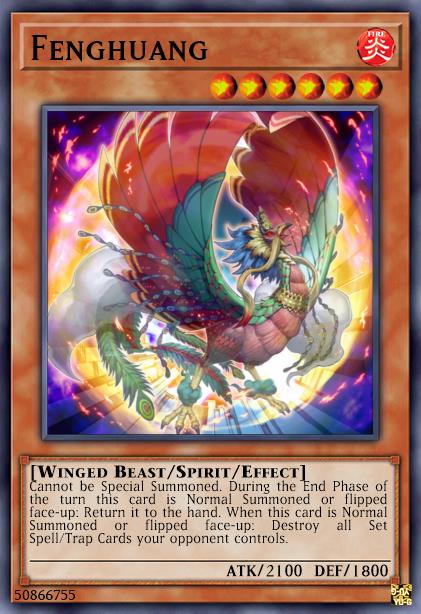 FENGHUANG
FIRE
炎
[WINGED BEAST/SPIRIT/EFFECT]
Cannot be Special Summoned. During the End Phase of
the turn this card is Normal Summoned or flipped
face-up: Return it to the hand. When this card is Normal
Summoned or flipped face-up: Destroy all Set
Spell/Trap Cards your opponent controls.
ATK/2100 DEF/1800
50866755